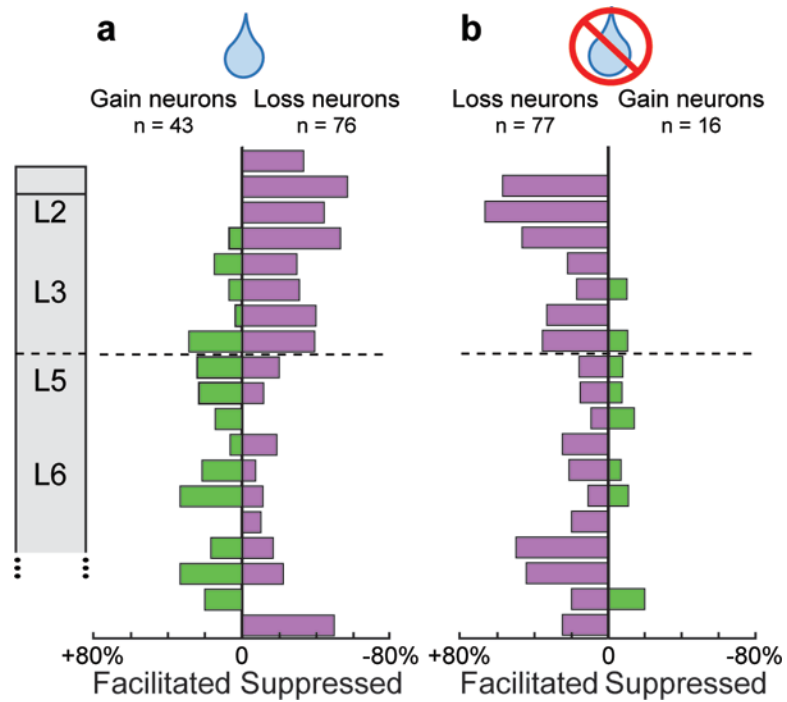 a
b
Gain neurons Loss neurons
n = 43 n = 76
Loss neurons Gain neurons
n = 77 n = 16
L2
L3
L5
L6
+80% 0 -80%
Facilitated Suppressed
+80% 0 -80%
Facilitated Suppressed